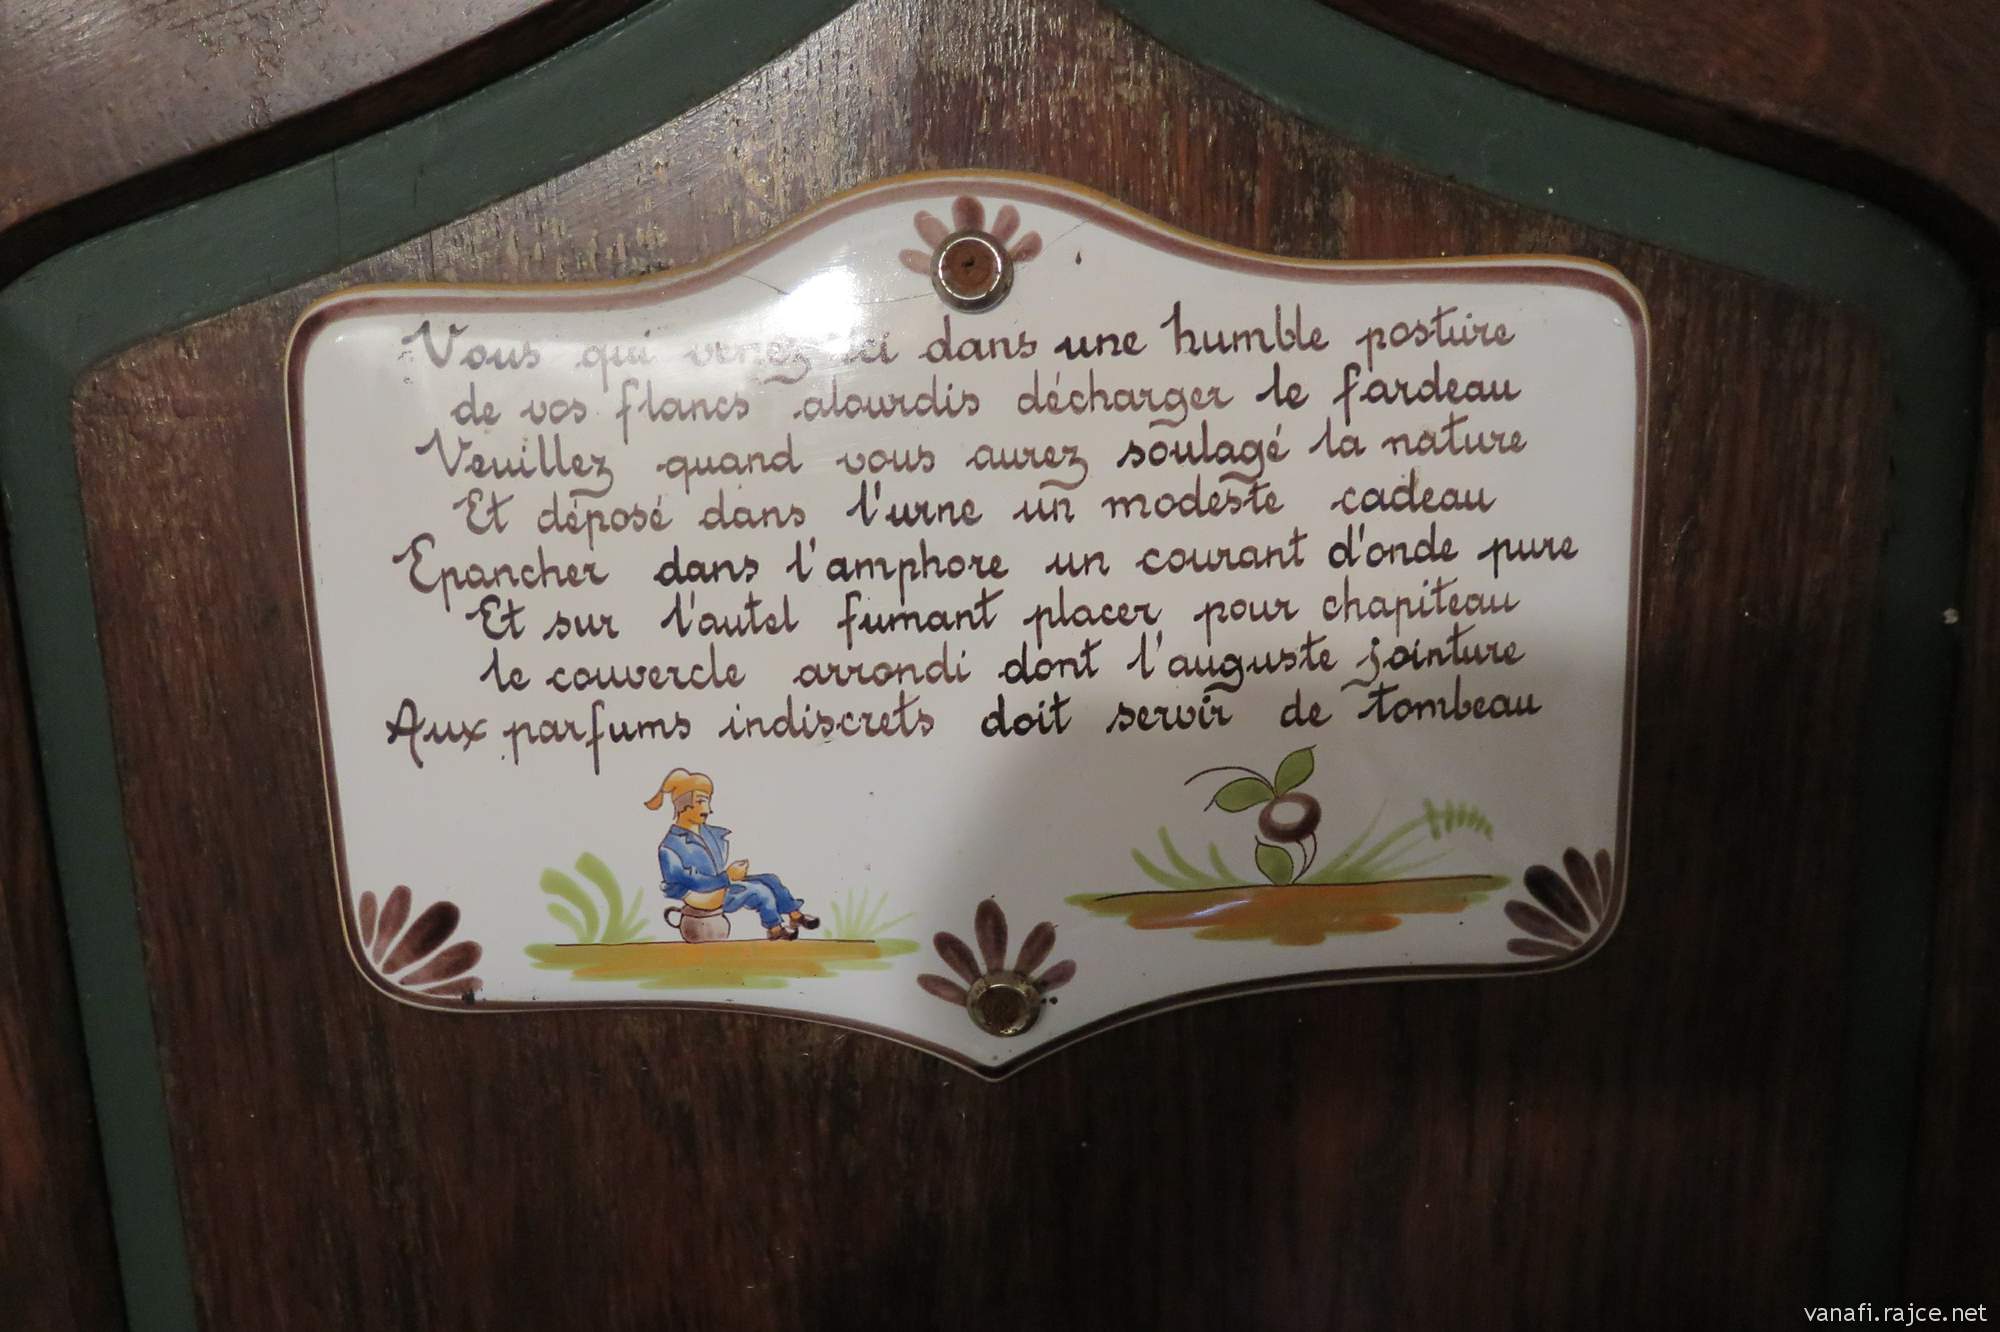 Vous qui venez ici dans une humble posture
de vos flancs alourdis décharger le fardeau
Veuillez quand vous aurez soulagé la nature
Et déposé dans l'urne un modeste cadeau
Epancher dans l'amphore un courant d'onde pure
Et sur l'autel fumant placer pour chapiteau
le couvercle arrondi dont l'auguste jointure
Aux parfums indiscrets doit servir de tombeau
vanafi.rajce.net